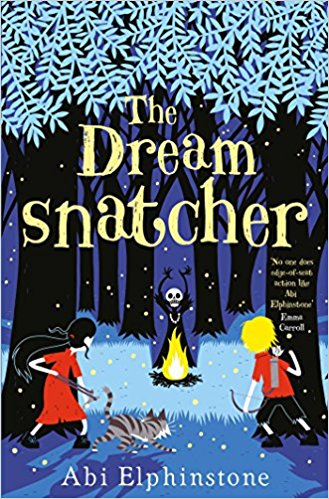 The
Dream
snatcher
'No one does
edge-of-seat
action like
Abi
Elphinstone'
Emma
Carroll
Abi Elphinstone